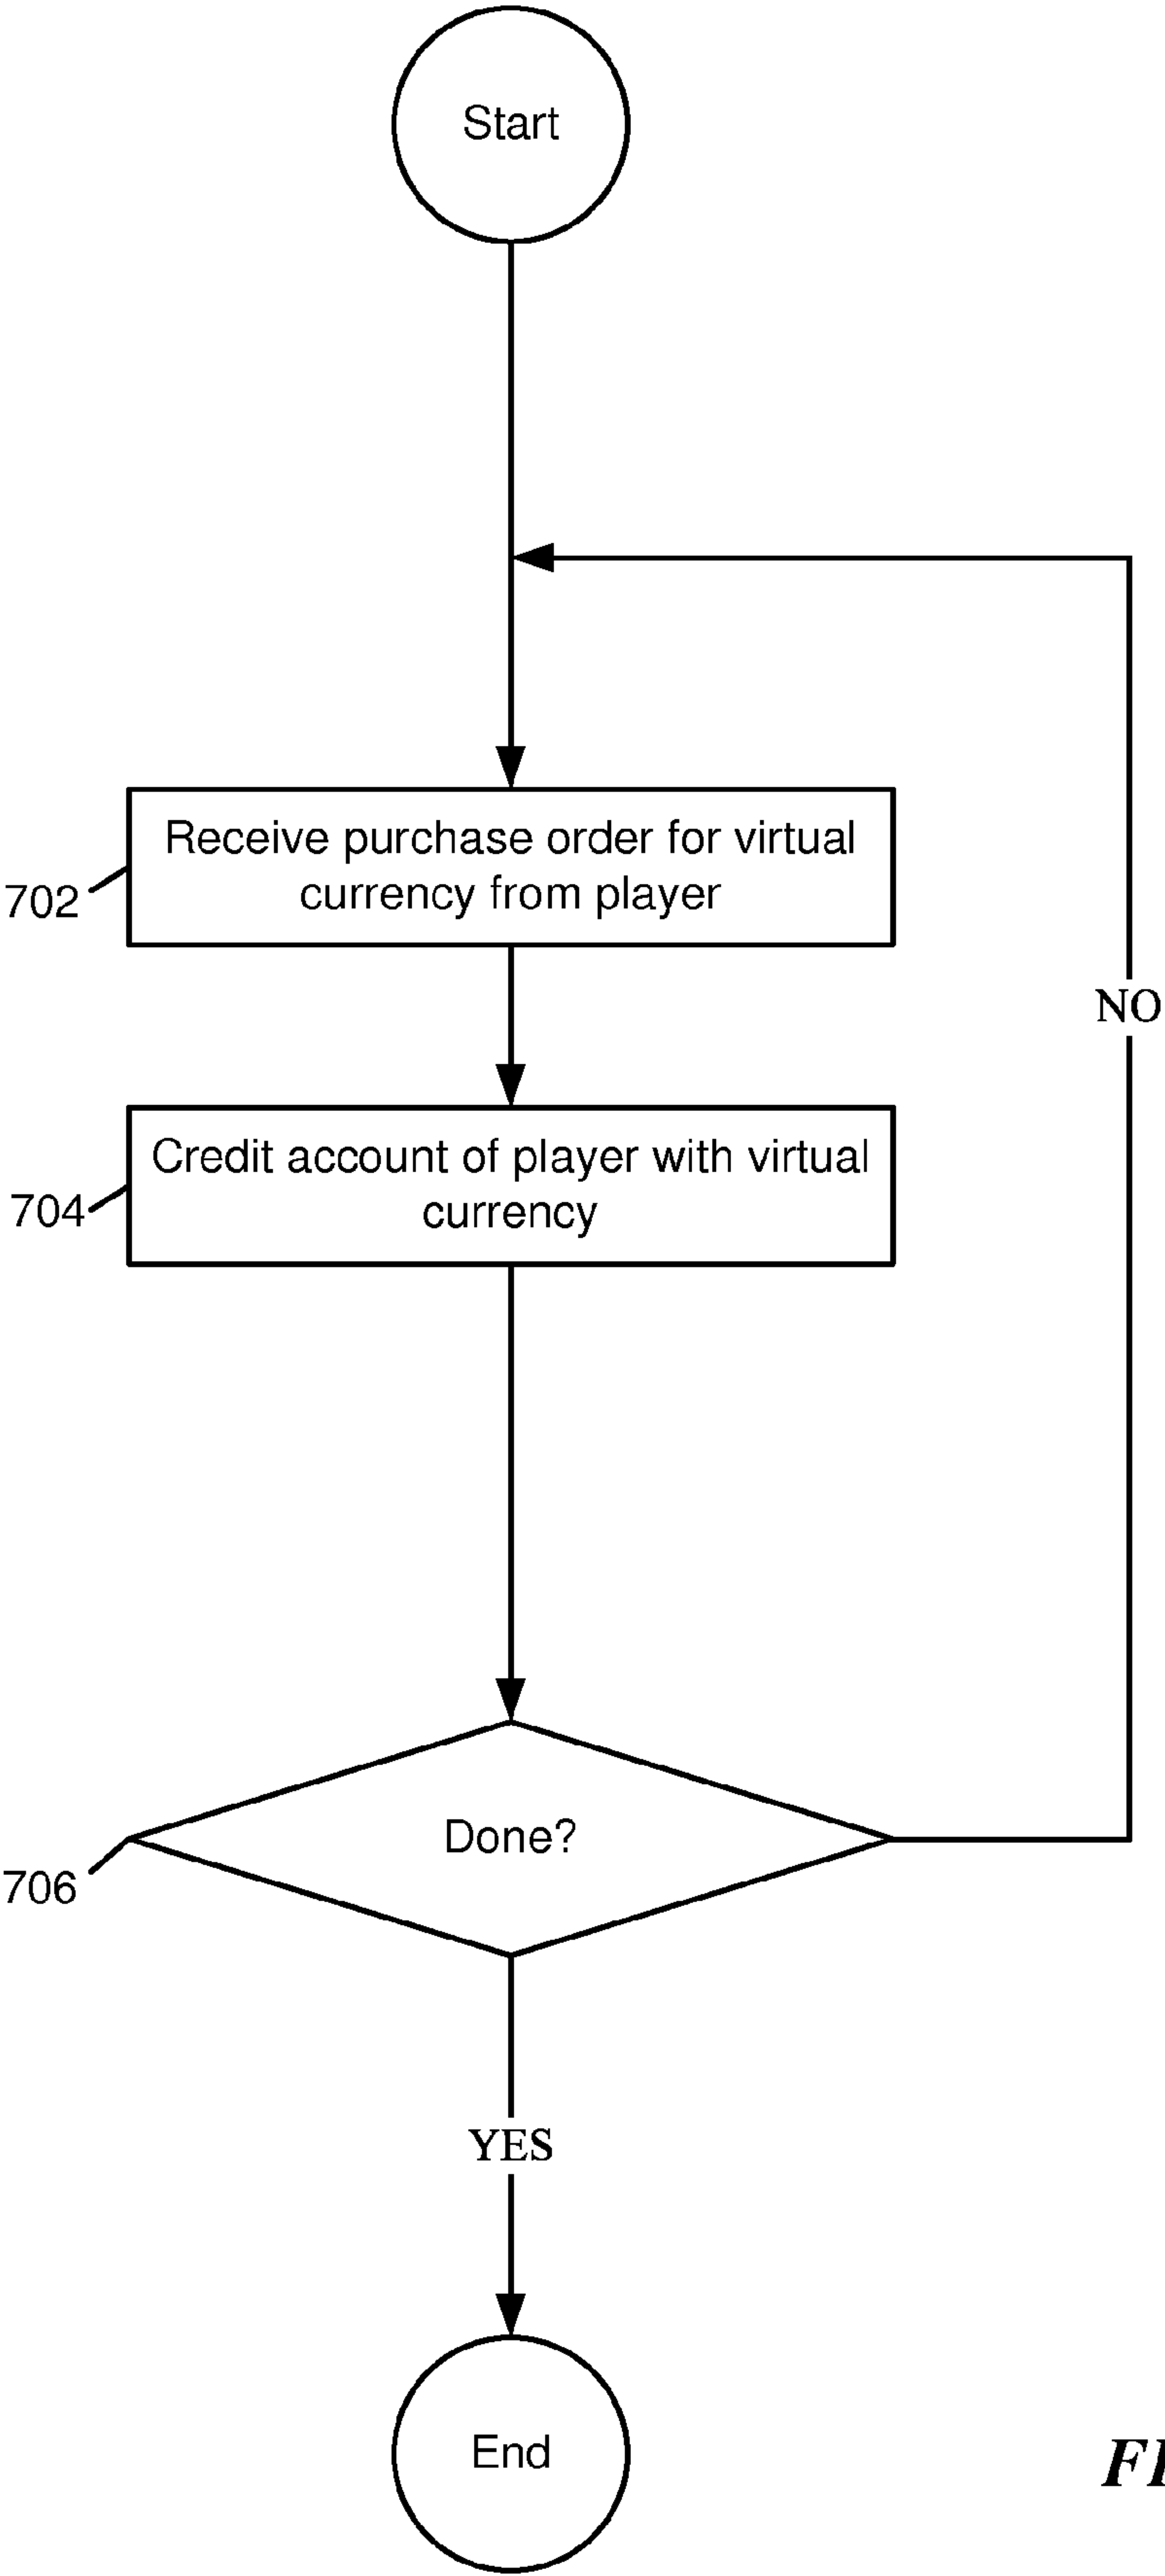 Start
Receive purchase order for virtual
currency from player
702
NO
Credit account of player with virtual
currency
704
Done?
706
YES
End